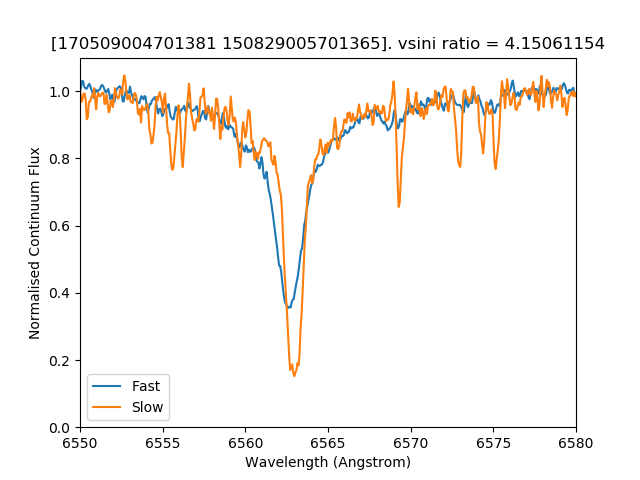 [170509004701381 150829005701365]. vsini ratio = 4.15061154
Normalised Continuum Flux
1.0
0.8
0.6
0.4
0.2
0.0
Fast
Slow
6550 6555 6560 6565 6570 6575 6580
Wavelength (Angstrom)